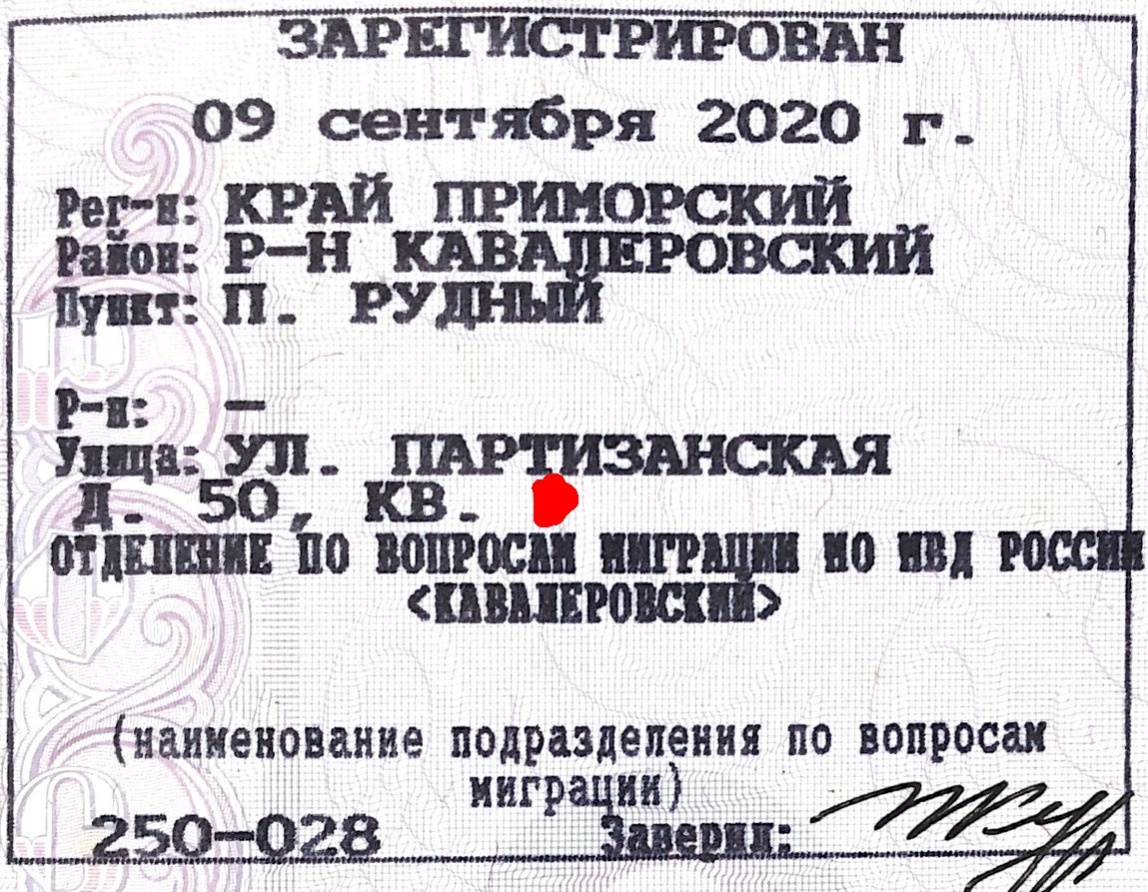 ЗАРЕГИСТРИРОВАН
09 сентября 2020 г.
Рег-н: КРАЙ ПРИМОРСКИЙ
Район: Р-Н КАВАЛЕРОВСКИЙ
Пункт: П. РУДНЫЙ
Р-н: –
Улица: УЛ. ПАРТИЗАНСКАЯ
Д. 50, КВ.
ОТДЕЛЕНИЕ ПО ВОПРОСАМ МИГРАЦИИ МО МВД РОССИИ
<КАВАЛЕРОВСКИЙ>
(наименование подразделения по вопросам
миграции)
250-028 Заверил: